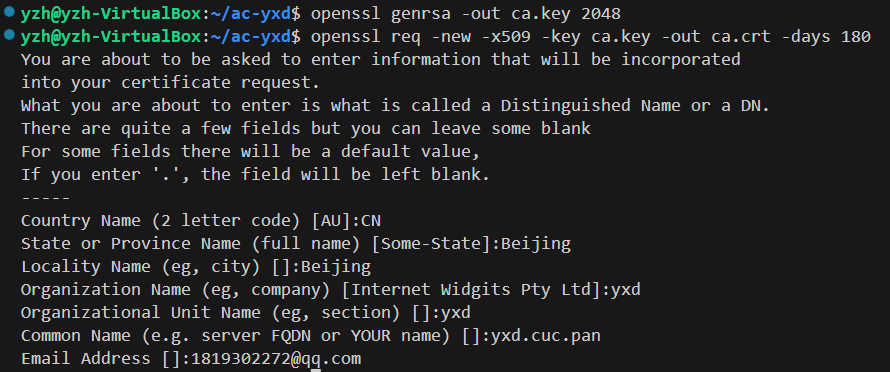 yzh@yzh-VirtualBox:~/ac-yxd$ openssl genrsa -out ca.key 2048
yzh@yzh-VirtualBox:~/ac-yxd$ openssl req -new -x509 -key ca.key -out ca.crt -days 180
You are about to be asked to enter information that will be incorporated
into your certificate request.
What you are about to enter is what is called a Distinguished Name or a DN.
There are quite a few fields but you can leave some blank
For some fields there will be a default value,
If you enter '.', the field will be left blank.
-----
Country Name (2 letter code) [AU]:CN
State or Province Name (full name) [Some-State]:Beijing
Locality Name (eg, city) []:Beijing
Organization Name (eg, company) [Internet Widgits Pty Ltd]:yxd
Organizational Unit Name (eg, section) []:yxd
Common Name (e.g. server FQDN or YOUR name) []:yxd.cuc.pan
Email Address []:1819302272@qq.com